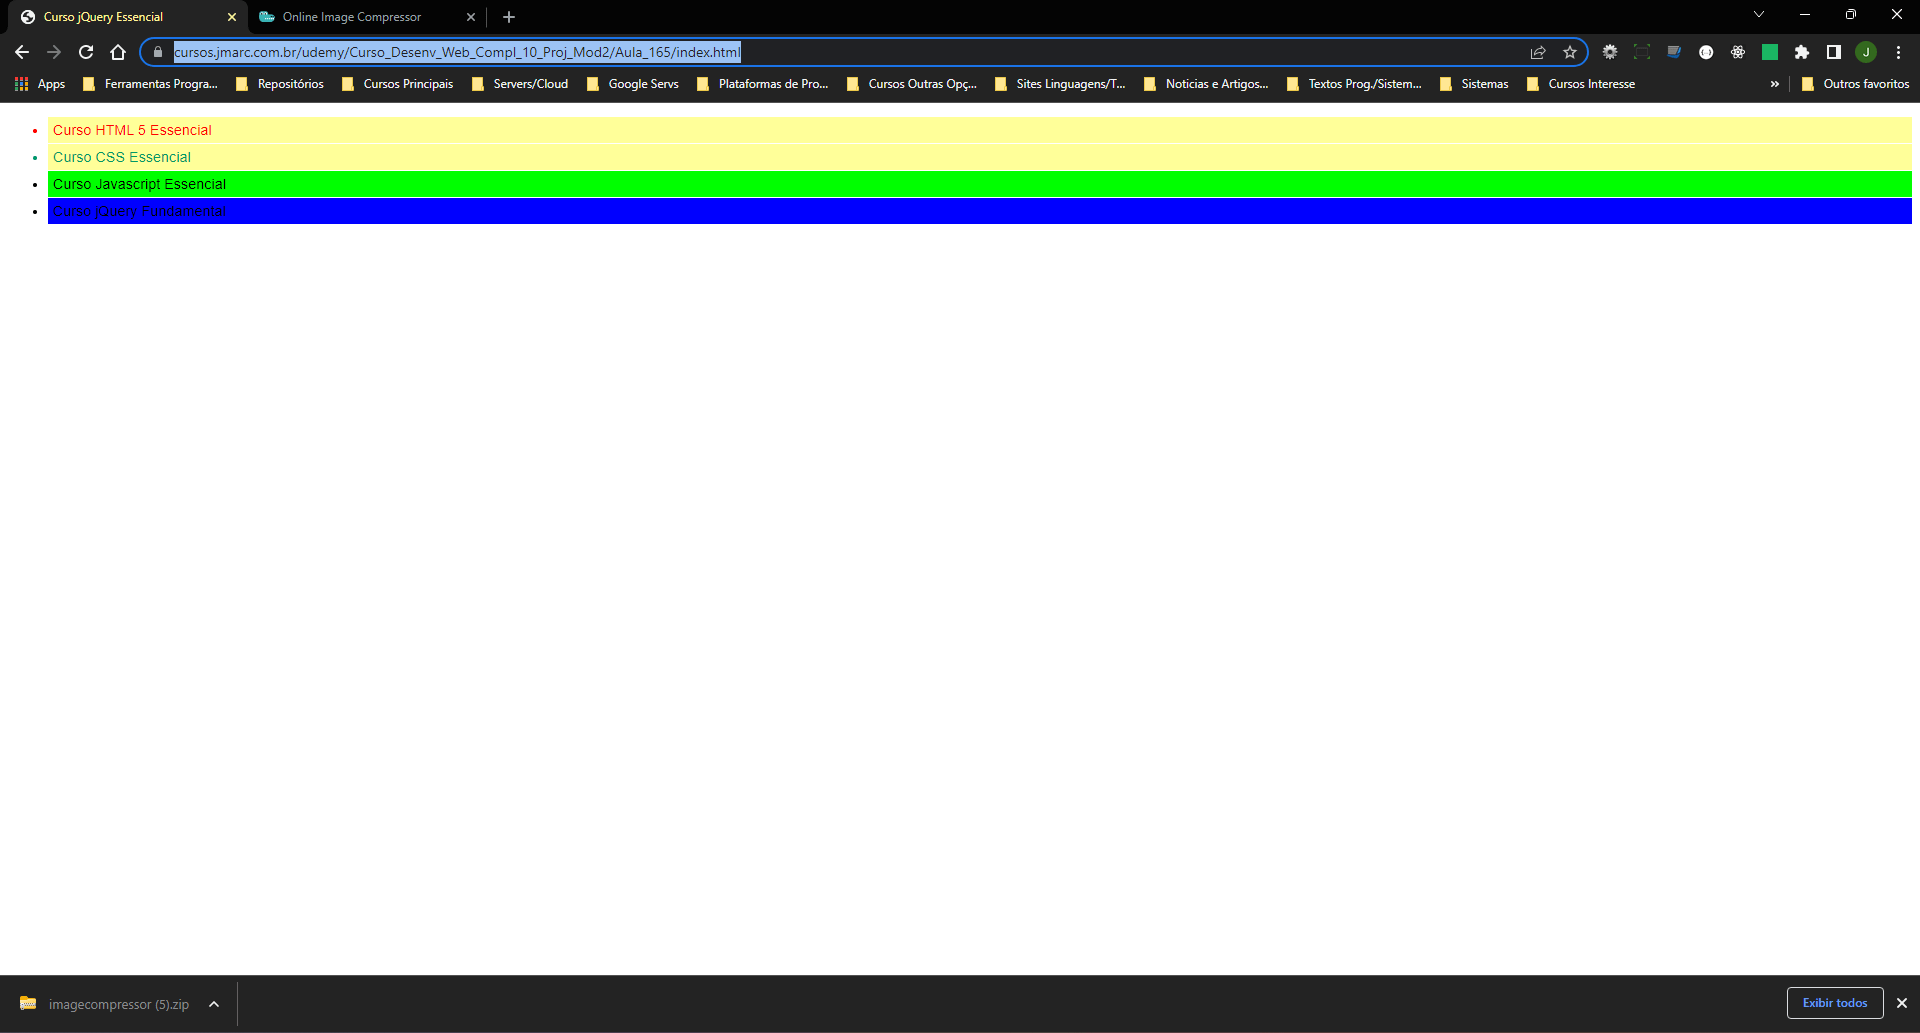 Curso jQuery Essencial
Online Image Compressor
cursos.jmarc.com.br/udemy/Curso_Desenv_Web_Compl_10_Proj_Mod2/Aula_165/index.html
J
Apps Ferramentas Progra... Repositórios Cursos Principais Servers/Cloud Google Servs Plataformas de Pro... Cursos Outras Opç... Sites Linguagens/T... Noticias e Artigos... Textos Prog./Sistem... Sistemas Cursos Interesse » Outros favoritos
Curso HTML 5 Essencial
Curso CSS Essencial
Curso Javascript Essencial
Curso jQuery Fundamental
imagecompressor (5).zip
Exibir todos